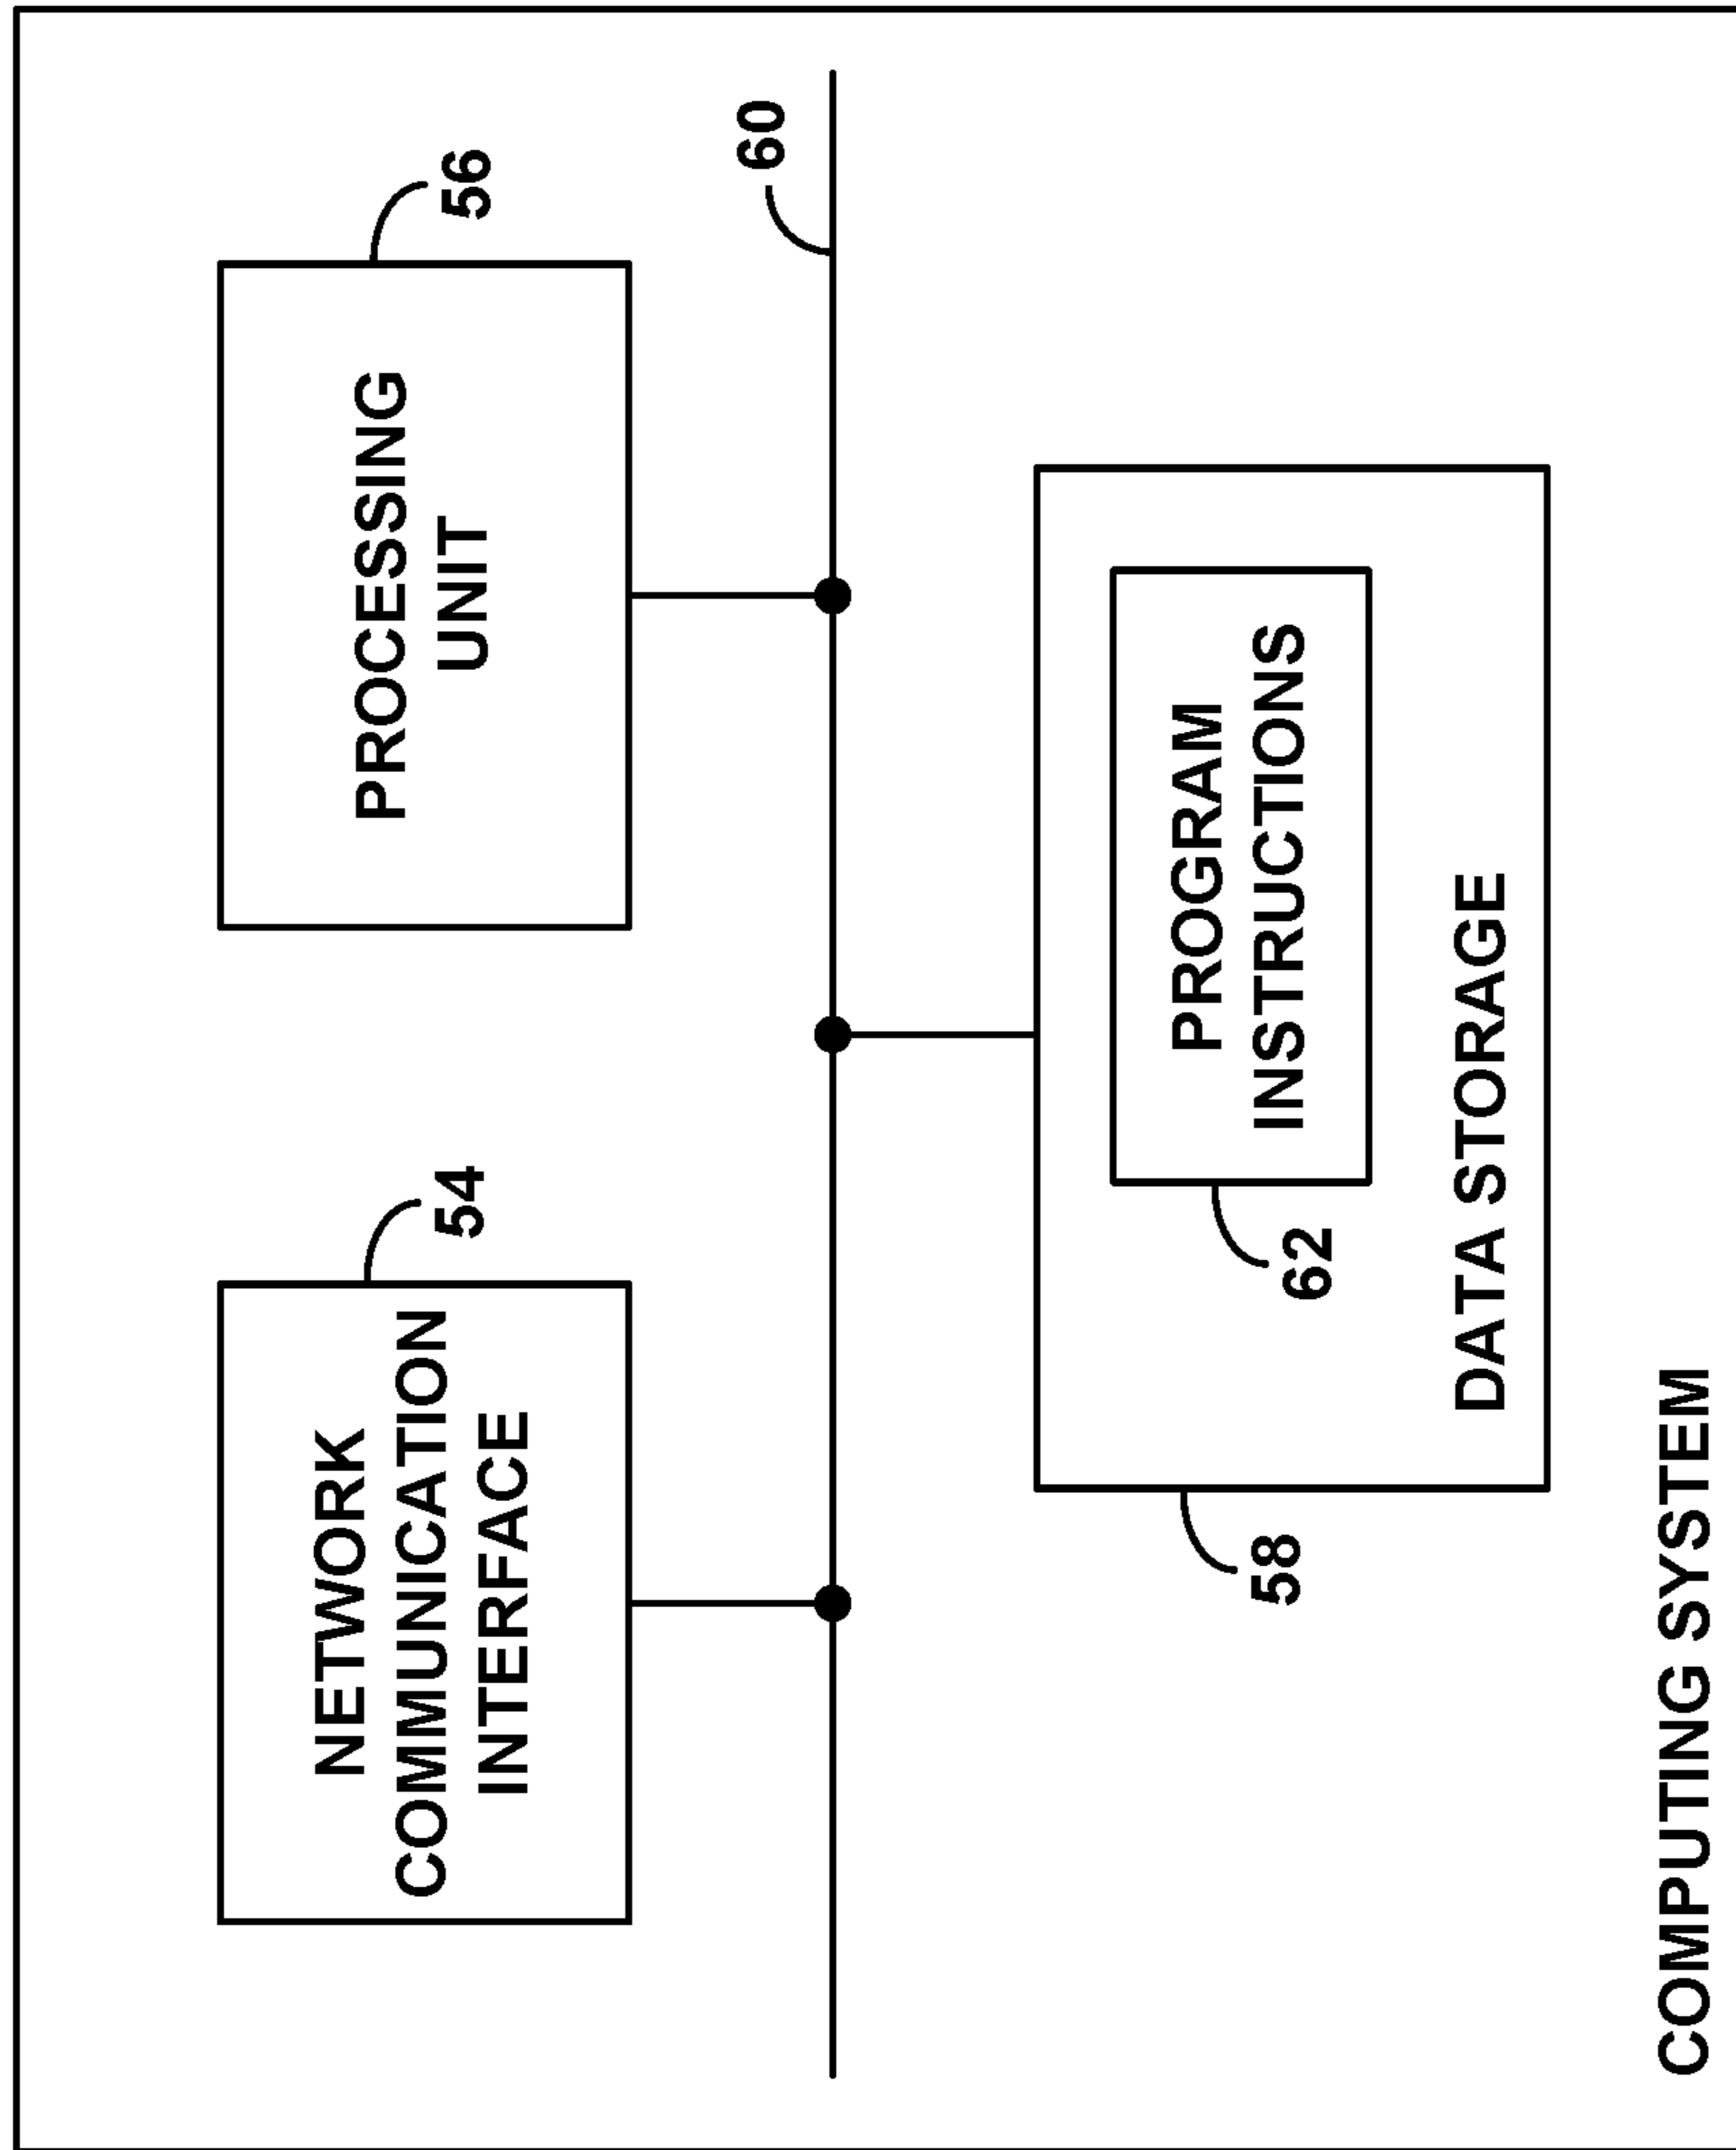 54
NETWORK
COMMUNICATION
INTERFACE
56
PROCESSING
UNIT
60
58
62
PROGRAM
INSTRUCTIONS
DATA STORAGE
COMPUTING SYSTEM